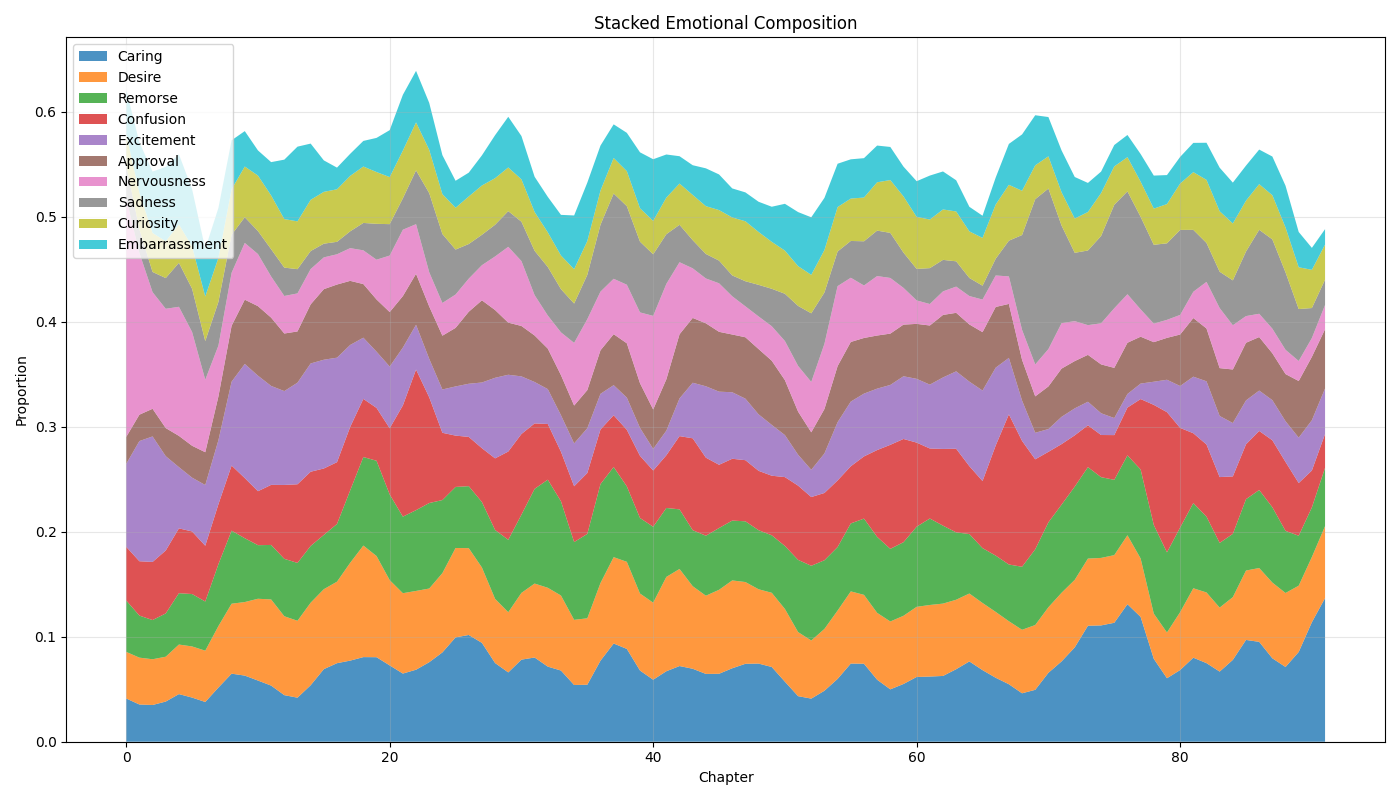 Stacked Emotional Composition
Caring
Desire
Remorse
Confusion
Excitement
Approval
Nervousness
Sadness
Curiosity
Embarrassment
0.6
0.5
0.4
0.3
0.2
0.1
0.0
Proportion
0 20 40 60 80
Chapter